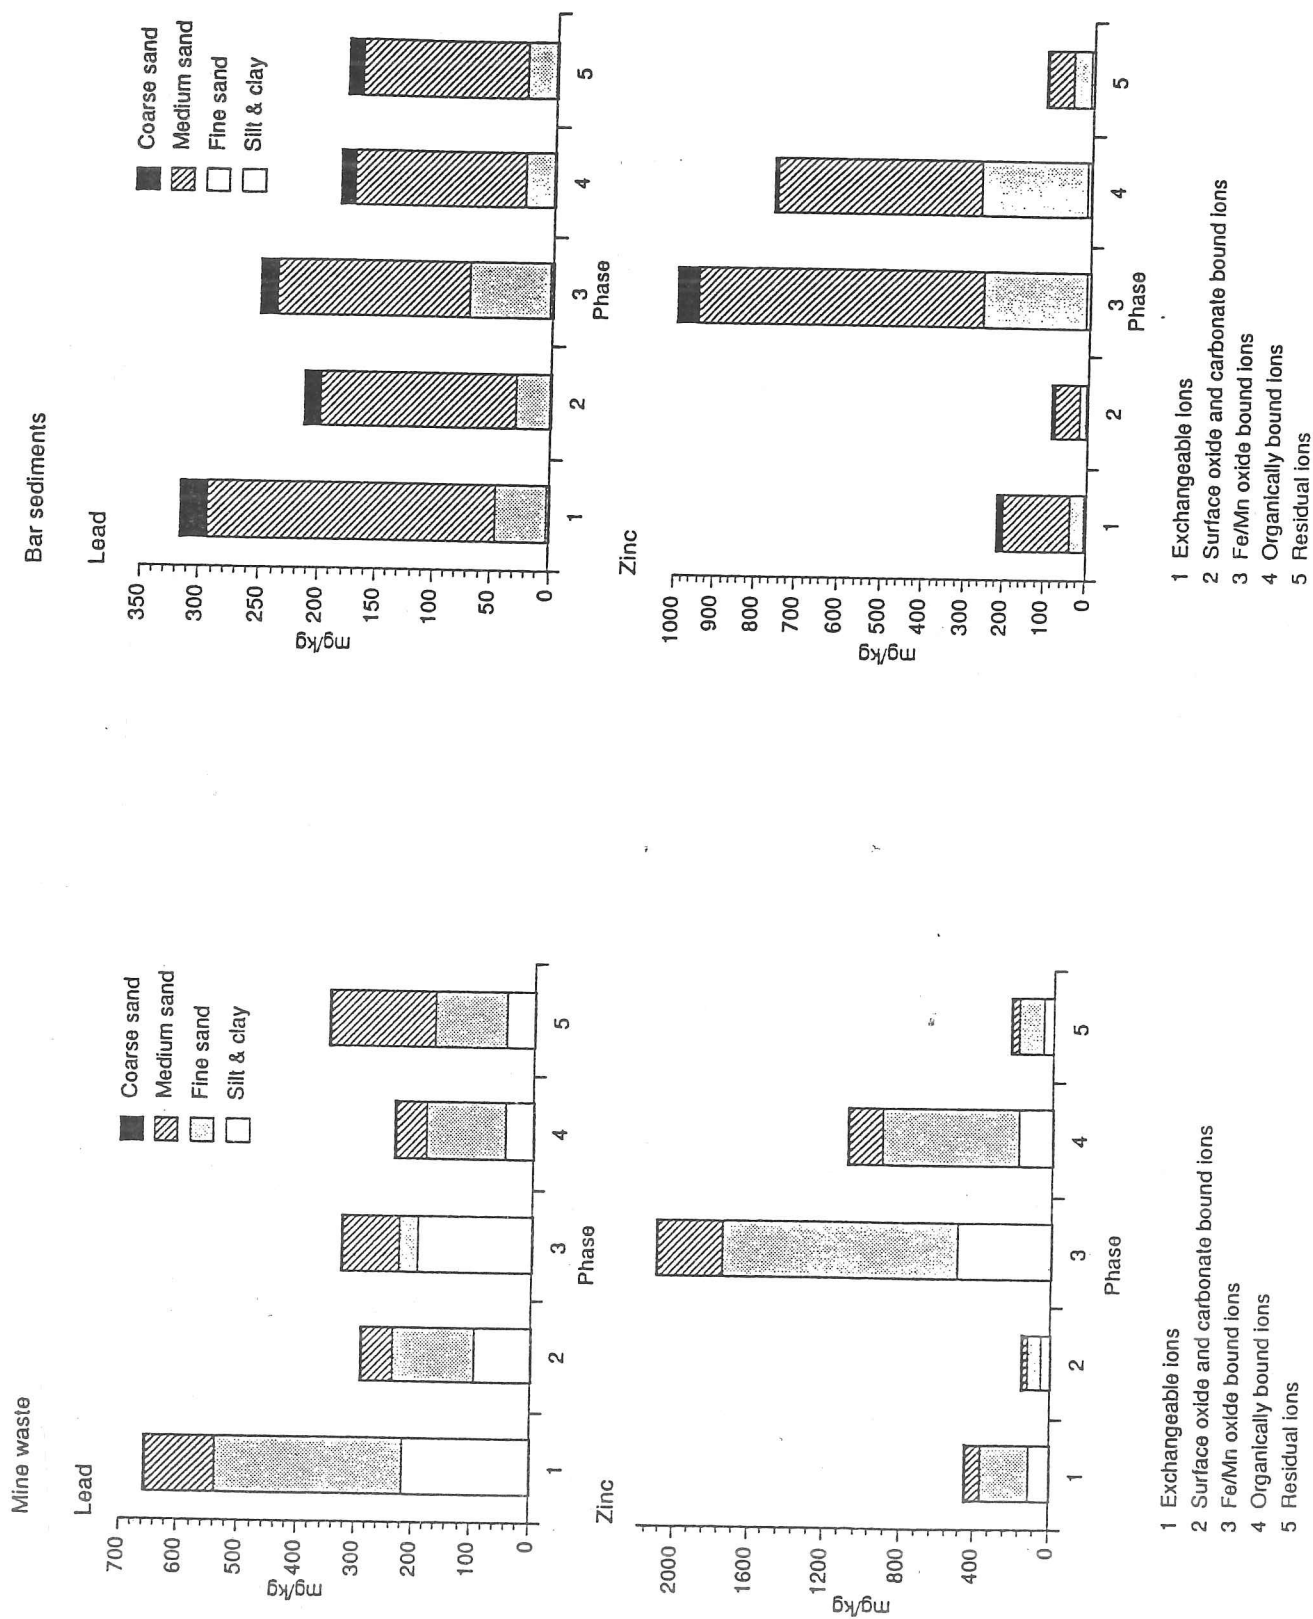 Mine waste
Lead
Coarse sand
Medium sand
Fine sand
Silt & clay
700
600
500
400
300
200
100
0
mg/kg
1 2 3 4 5
Phase
Zinc
2000
1600
1200
800
400
0
mg/kg
1 2 3 4 5
Phase
1 Exchangeable ions
2 Surface oxide and carbonate bound ions
3 Fe/Mn oxide bound ions
4 Organically bound ions
5 Residual ions
Bar sediments
Lead
Coarse sand
Medium sand
Fine sand
Silt & clay
350
300
250
200
150
100
50
0
mg/kg
1 2 3 4 5
Phase
Zinc
1000
900
800
700
600
500
400
300
200
100
0
mg/kg
1 2 3 4 5
Phase
1 Exchangeable ions
2 Surface oxide and carbonate bound ions
3 Fe/Mn oxide bound ions
4 Organically bound ions
5 Residual ions